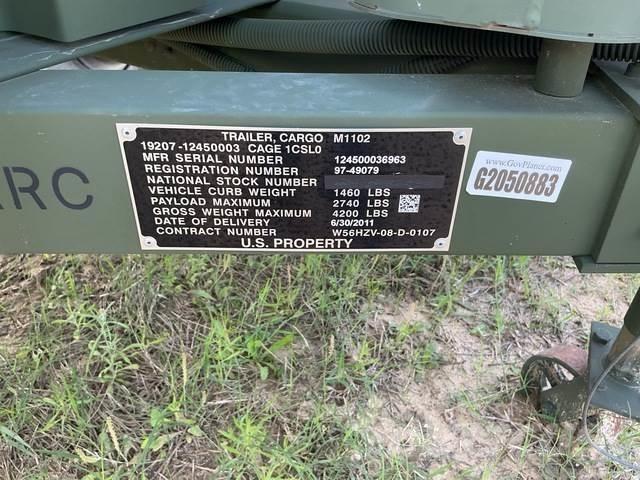 TRAILER, CARGO M1102
19207-12450003 CAGE 1CSL0
MFR SERIAL NUMBER 124500036963
REGISTRATION NUMBER 97-49079
NATIONAL STOCK NUMBER
VEHICLE CURB WEIGHT 1460 LBS
PAYLOAD MAXIMUM 2740 LBS
GROSS WEIGHT MAXIMUM 4200 LBS
DATE OF DELIVERY 6/30/2011
CONTRACT NUMBER W56HZV-08-D-0107
U.S. PROPERTY
www.GovPlanet.com
G2050883
ARC